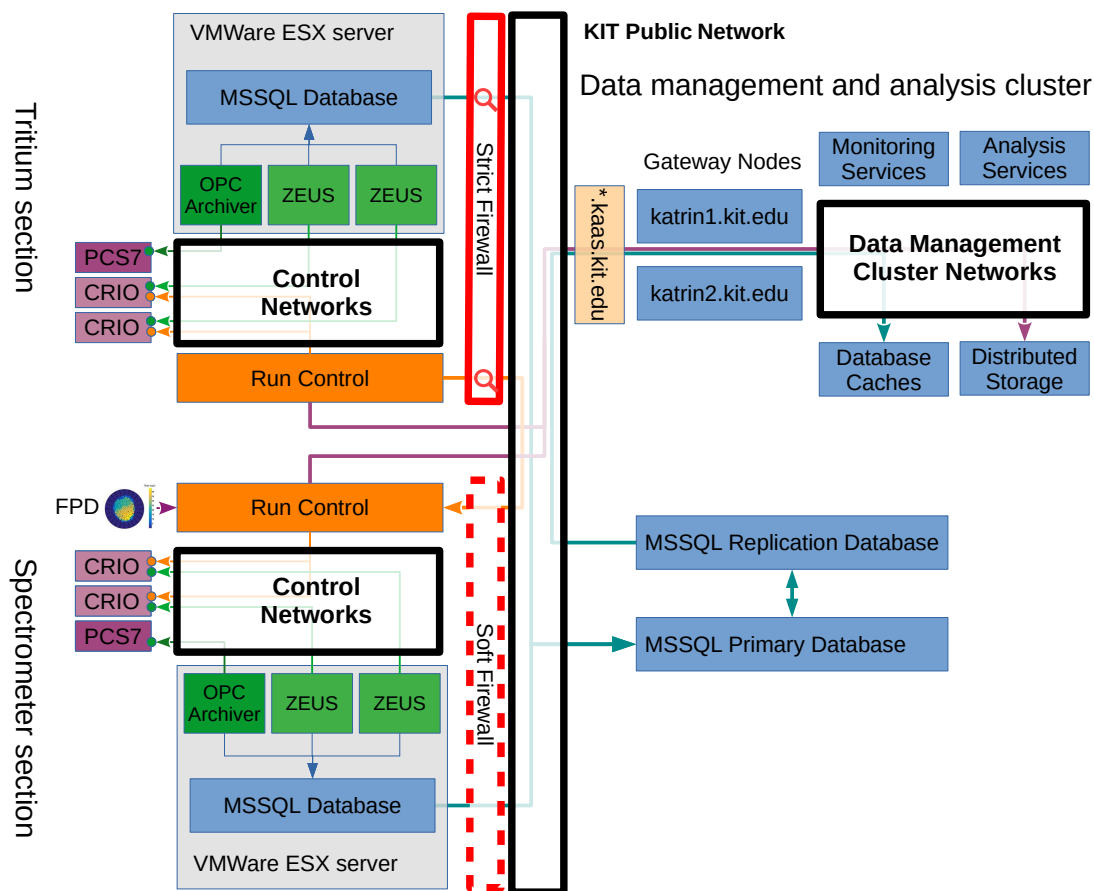 VMWare ESX server
MSSQL Database
OPC
Archiver
ZEUS
ZEUS
Tritium section
PCS7
CRIO
CRIO
Control
Networks
Run Control
Strict Firewall
KIT Public Network
Data management and analysis cluster
Gateway Nodes
Monitoring
Services
Analysis
Services
*.kaas.kit.edu
katrin1.kit.edu
katrin2.kit.edu
Data Management
Cluster Networks
Database
Caches
Distributed
Storage
FPD
Run Control
Spectrometer section
CRIO
CRIO
PCS7
Control
Networks
Soft Firewall
OPC
Archiver
ZEUS
ZEUS
MSSQL Database
VMWare ESX server
MSSQL Replication Database
MSSQL Primary Database